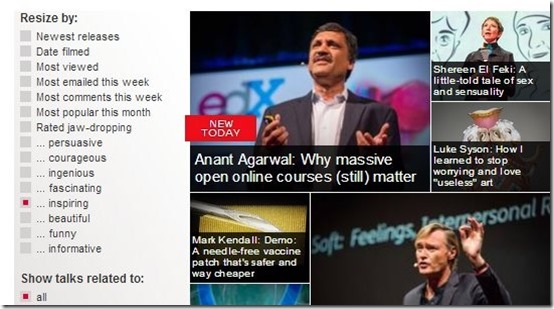 Resize by:
Newest releases
Date filmed
Most viewed
Most emailed this week
Most comments this week
Most popular this month
Rated jaw-dropping
... persuasive
... courageous
... ingenious
... fascinating
... inspiring
... beautiful
... funny
... informative
Show talks related to:
all
edX
NEW
TODAY
Anant Agarwal: Why massive
open online courses (still) matter
Shereen El Feki: A
little-told tale of sex
and sensuality
Luke Syson: How I
learned to stop
worrying and love
"useless" art
Mark Kendall: Demo:
A needle-free vaccine
patch that's safer and
way cheaper
Soft: Feelings, Interpersonal R